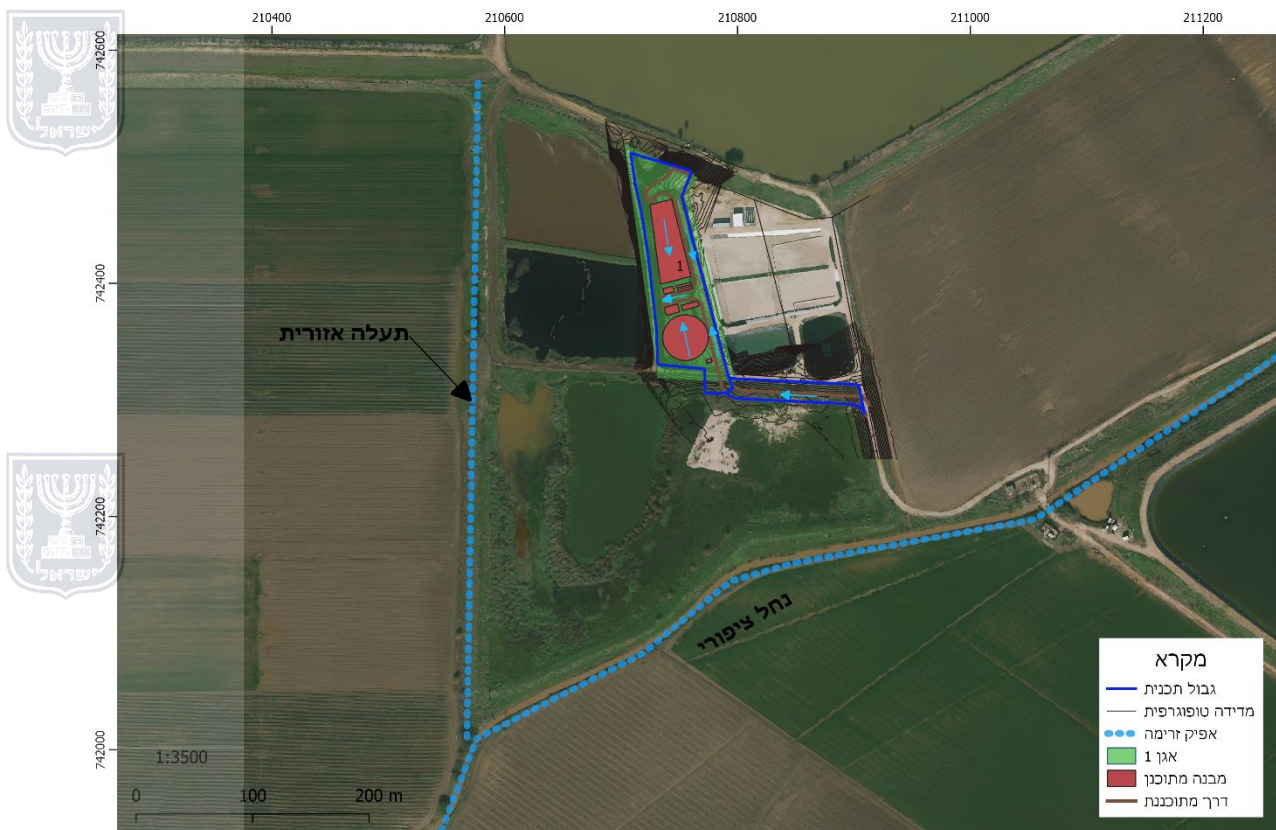 210400 210600 210800 211000 211200
742600
ישראל
742400
1
תעלה אזורית
742200
ישראל
נחל ציפורי
742000
1:3500
0 100 200 m
מקרא
גבול תכנית
מדידה טופוגרפית
אפיק זרימה
אגן 1
מבנה מתוכנן
דרך מתוכננת